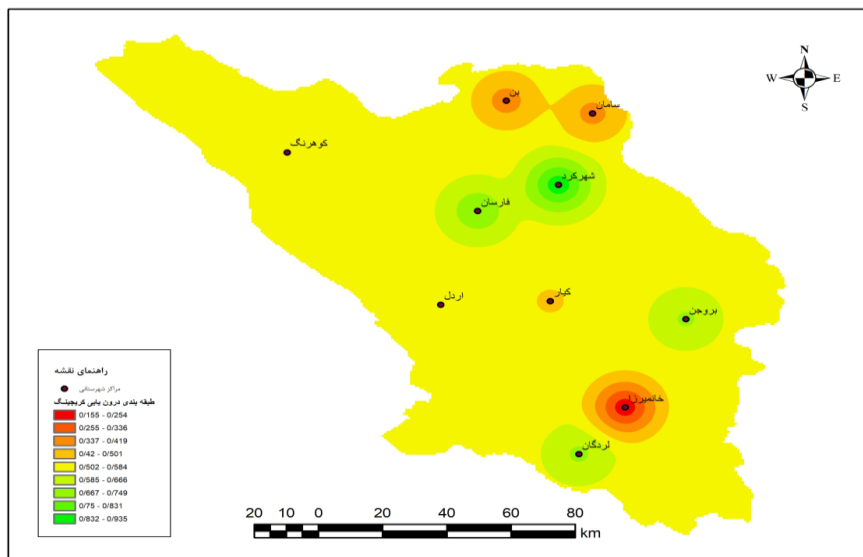 N
W E
S
بن
سامان
کوهرنگ
شهرکرد
فارسان
اردل
کیار
بروجن
خانمیرزا
لردگان
راهنمای نقشه
مراکز شهرستانی
طبقه بندی درون یابی کریجینگ
0/155 - 0/254
0/255 - 0/336
0/337 - 0/419
0/42 - 0/501
0/502 - 0/584
0/585 - 0/666
0/667 - 0/749
0/75 - 0/831
0/832 - 0/935
20 10 0 20 40 60 80
km